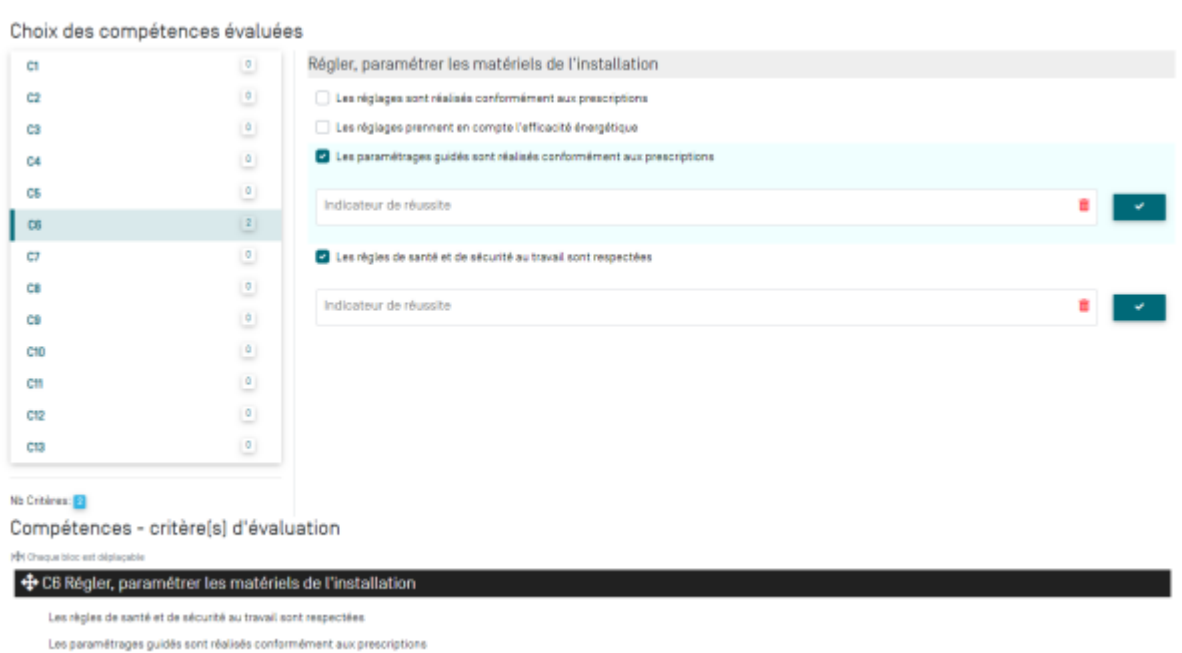 Choix des compétences évaluées
C1 0
C2 0
C3 0
C4 0
C5 0
C6 2
C7 0
C8 0
C9 0
C10 0
C11 0
C12 0
C13 0
Nb Critères: 2
Régler, paramétrer les matériels de l'installation
Les réglages sont réalisés conformément aux prescriptions
Les réglages prennent en compte l'efficacité énergétique
Les paramétrages guidés sont réalisés conformément aux prescriptions
Indicateur de réussite
Les règles de santé et de sécurité au travail sont respectées
Indicateur de réussite
Compétences - critère(s) d'évaluation
Chaque bloc est déplaçable
C6 Régler, paramétrer les matériels de l'installation
Les règles de santé et de sécurité au travail sont respectées
Les paramétrages guidés sont réalisés conformément aux prescriptions